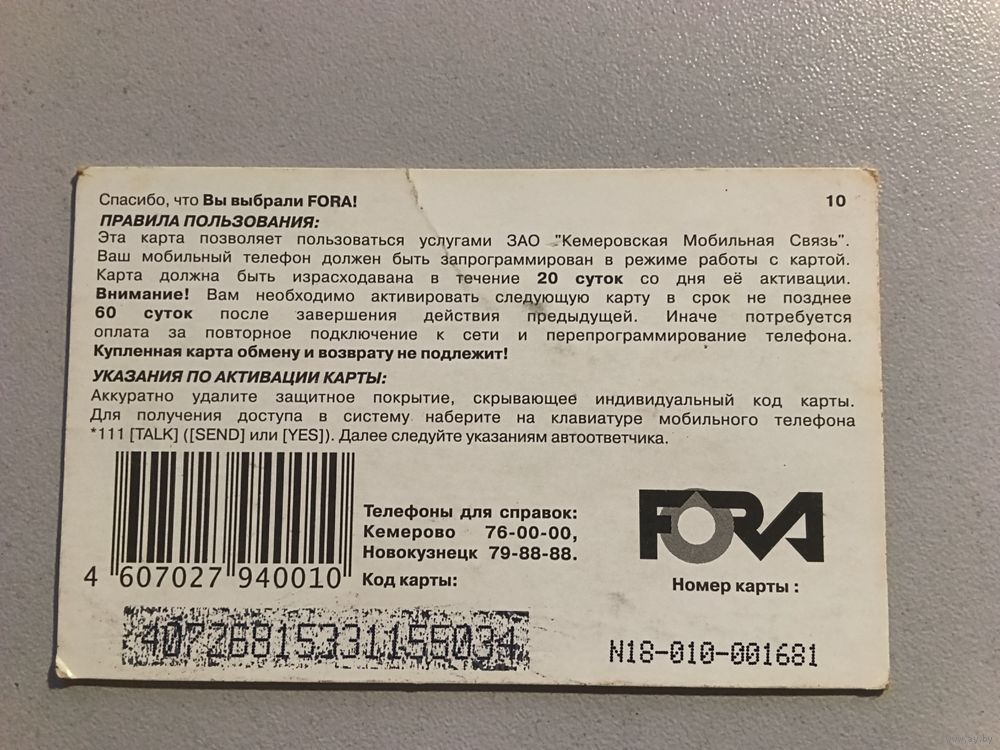 Спасибо, что Вы выбрали FORA! 10
ПРАВИЛА ПОЛЬЗОВАНИЯ:
Эта карта позволяет пользоваться услугами ЗАО "Кемеровская Мобильная Связь".
Ваш мобильный телефон должен быть запрограммирован в режиме работы с картой.
Карта должна быть израсходована в течение 20 суток со дня её активации.
Внимание! Вам необходимо активировать следующую карту в срок не позднее
60 суток после завершения действия предыдущей. Иначе потребуется
оплата за повторное подключение к сети и перепрограммирование телефона.
Купленная карта обмену и возврату не подлежит!
УКАЗАНИЯ ПО АКТИВАЦИИ КАРТЫ:
Аккуратно удалите защитное покрытие, скрывающее индивидуальный код карты.
Для получения доступа в систему наберите на клавиатуре мобильного телефона
*111 [TALK] ([SEND] или [YES]). Далее следуйте указаниям автоответчика.
Телефоны для справок:
Кемерово 76-00-00,
Новокузнецк 79-88-88.
4 607027 940010
Код карты:
FORA
Номер карты :
N18-010-001681